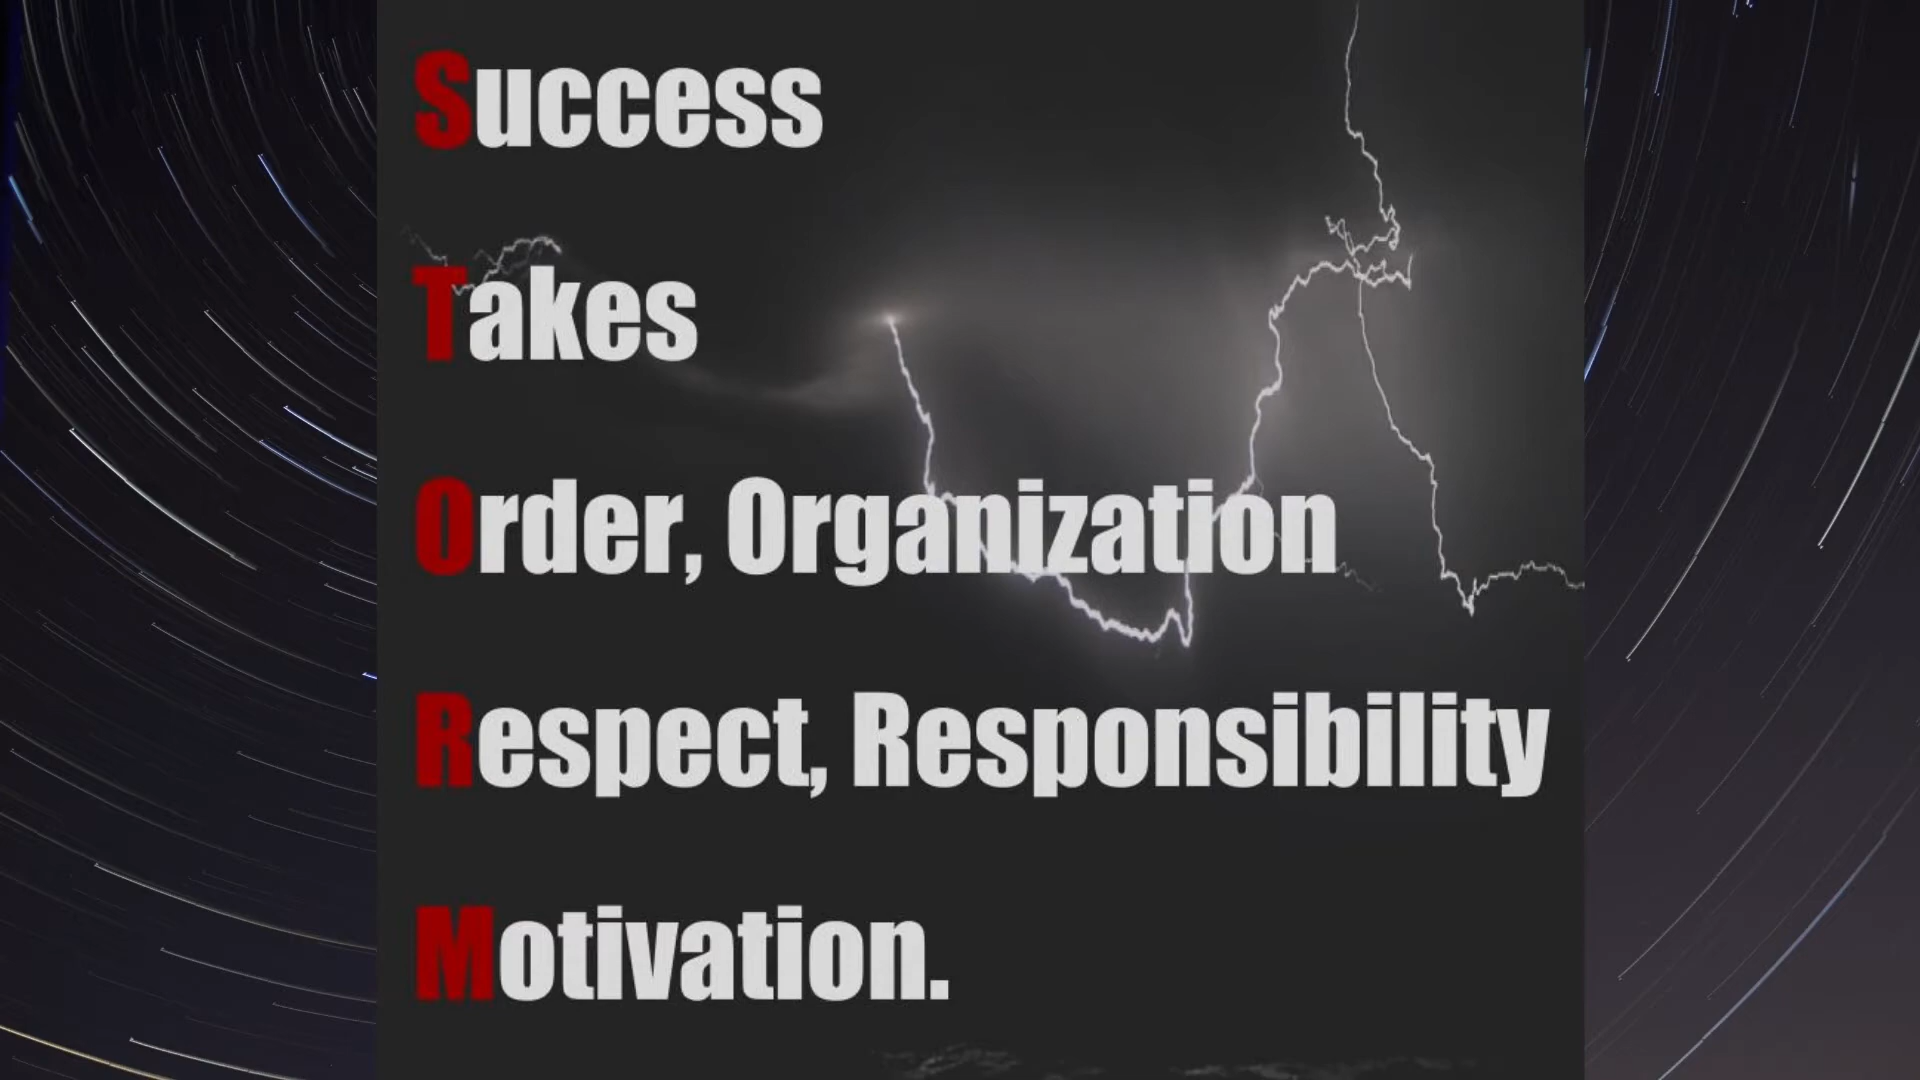 Success
Takes
Order, Organization
Respect, Responsibility
Motivation.